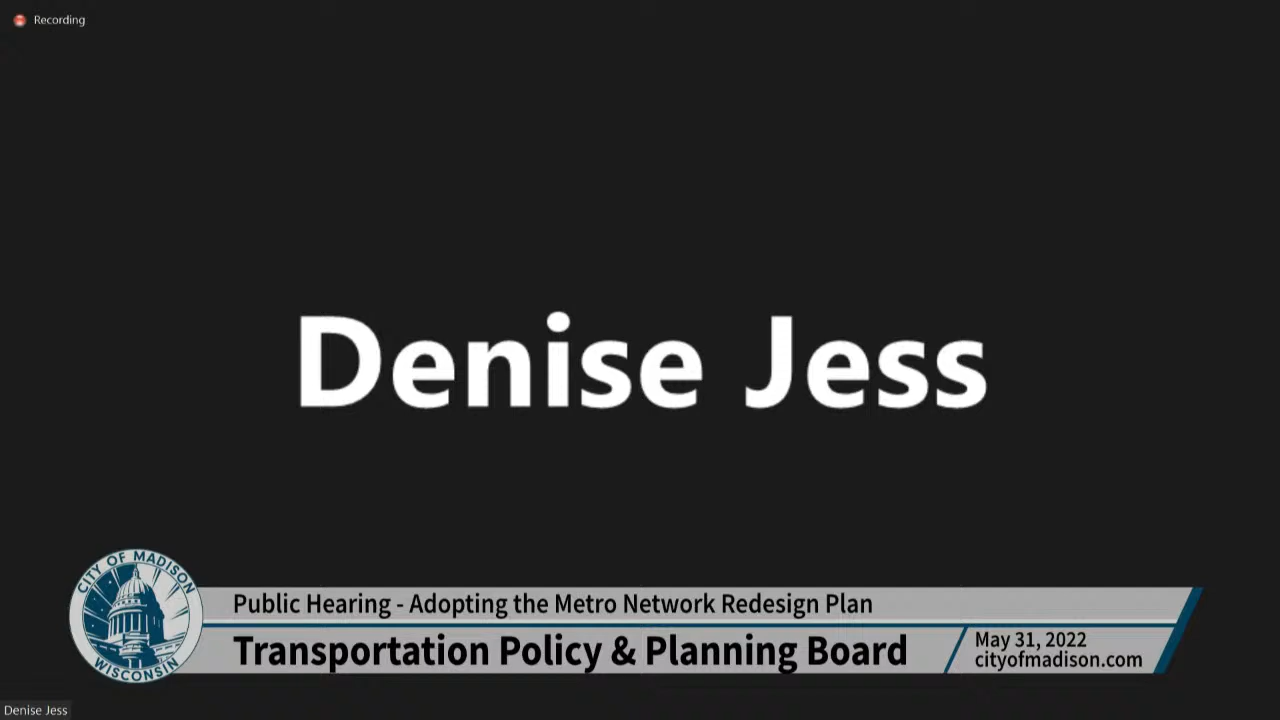 Recording
Denise Jess
CITY OF MADISON
WISCONSIN
Public Hearing - Adopting the Metro Network Redesign Plan
Transportation Policy & Planning Board
May 31, 2022
cityofmadison.com
Denise Jess